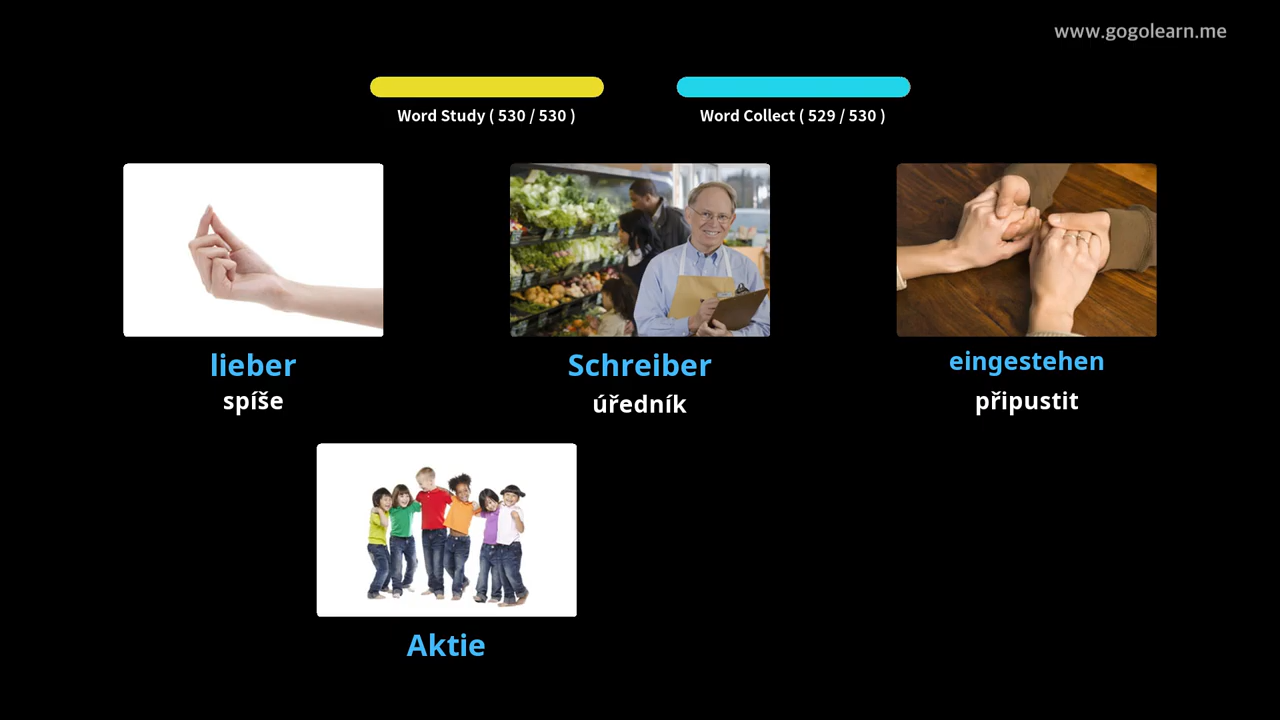 www.gogolearn.me
Word Study ( 530 / 530 )
Word Collect ( 529 / 530 )
lieber
Schreiber
eingestehen
spíše
úředník
připustit
Aktie